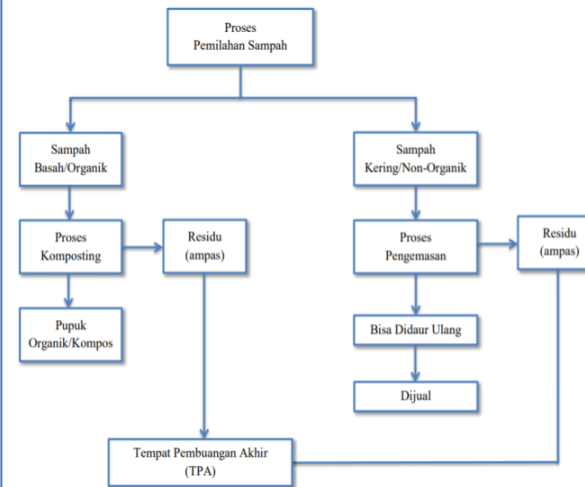 Proses
Pemilahan Sampah
Sampah
Basah/Organik
Sampah
Kering/Non-Organik
Proses
Komposting
Residu
(ampas)
Proses
Pengemasan
Residu
(ampas)
Pupuk
Organik/Kompos
Bisa Didaur Ulang
Dijual
Tempat Pembuangan Akhir
(TPA)